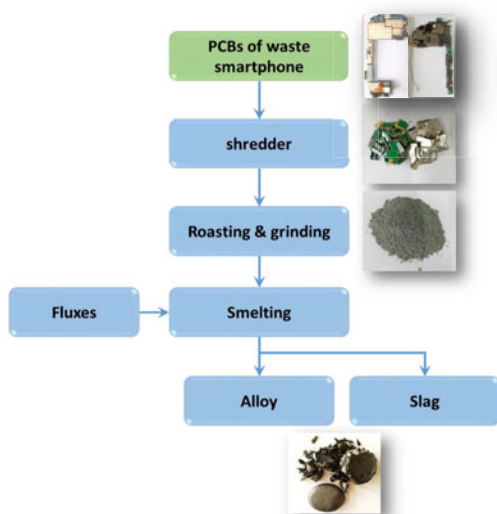 PCBs of waste
smartphone
shredder
Roasting & grinding
Fluxes
Smelting
Alloy
Slag